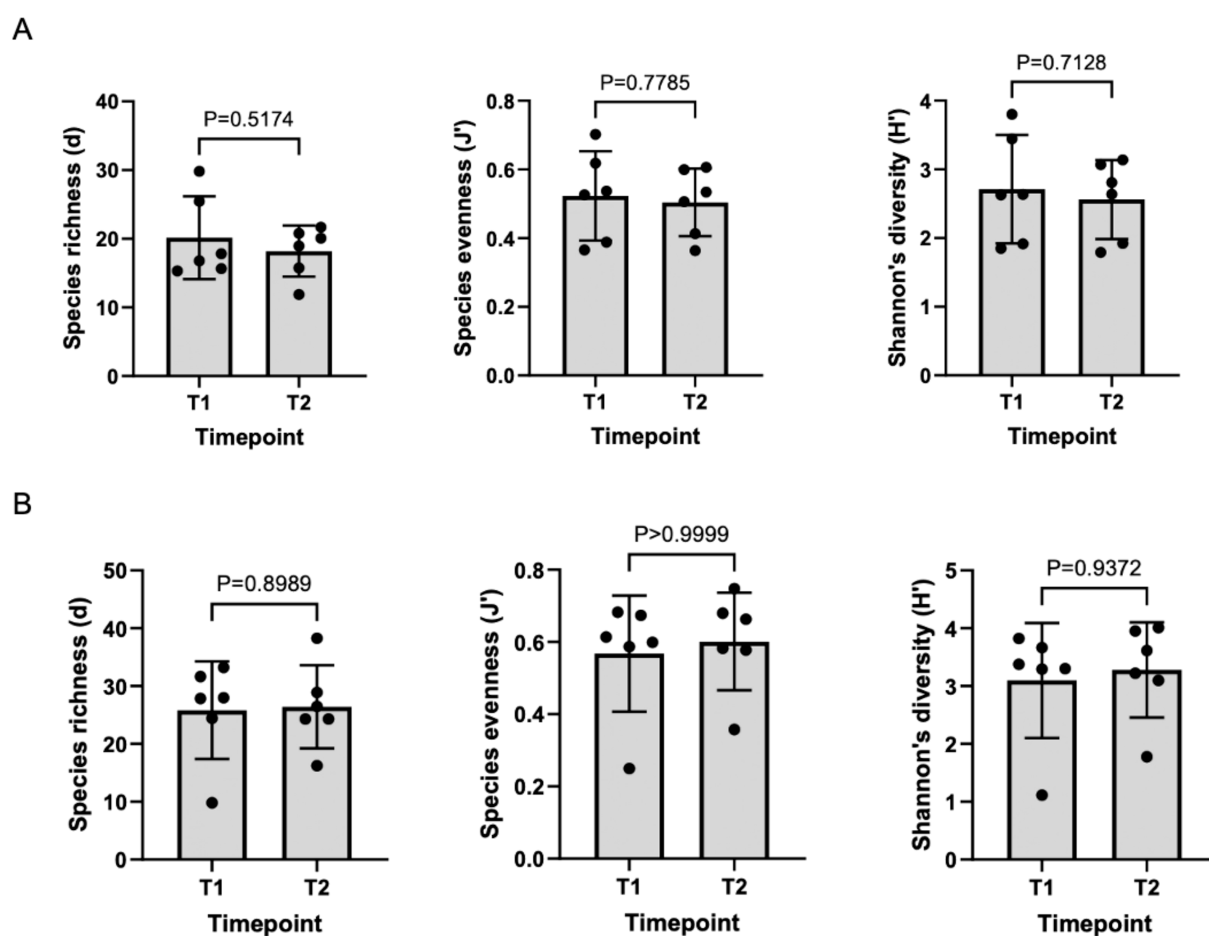 A
P=0.5174
Species richness (d)
40
30
20
10
0
T1 T2
Timepoint
P=0.7785
Species evenness (J')
0.8
0.6
0.4
0.2
0.0
T1 T2
Timepoint
P=0.7128
Shannon's diversity (H')
4
3
2
1
0
T1 T2
Timepoint
B
P=0.8989
Species richness (d)
50
40
30
20
10
0
T1 T2
Timepoint
P>0.9999
Species evenness (J')
0.8
0.6
0.4
0.2
0.0
T1 T2
Timepoint
P=0.9372
Shannon's diversity (H')
5
4
3
2
1
0
T1 T2
Timepoint